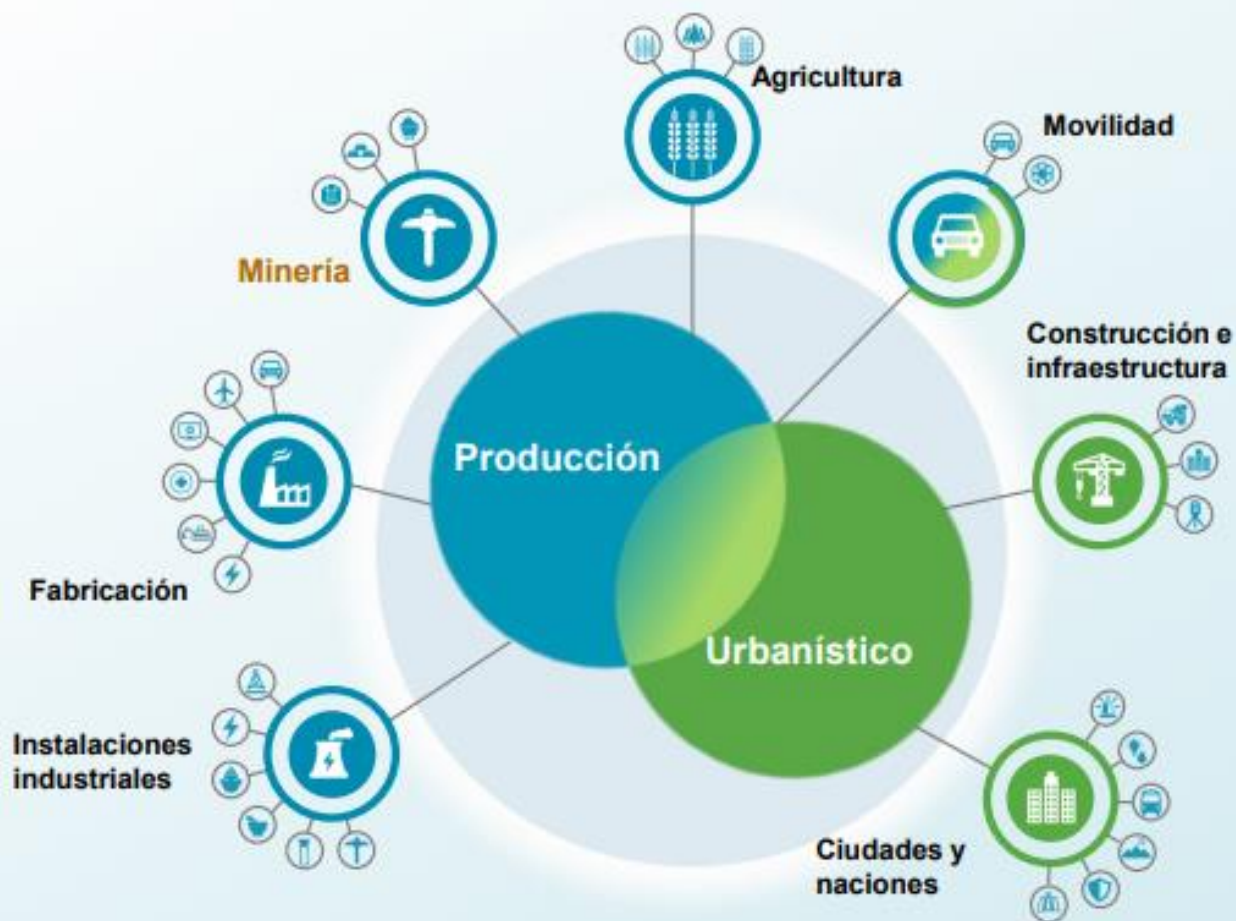 Agricultura
Movilidad
Minería
Construcción e
infraestructura
Producción
Fabricación
Urbanístico
Instalaciones
industriales
Ciudades y
naciones